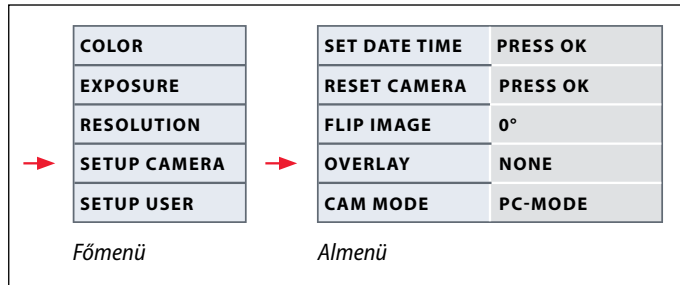 COLOR
EXPOSURE
RESOLUTION
SETUP CAMERA
SETUP USER
Főmenü
SET DATE TIME PRESS OK
RESET CAMERA PRESS OK
FLIP IMAGE 0°
OVERLAY NONE
CAM MODE PC-MODE
Almenü